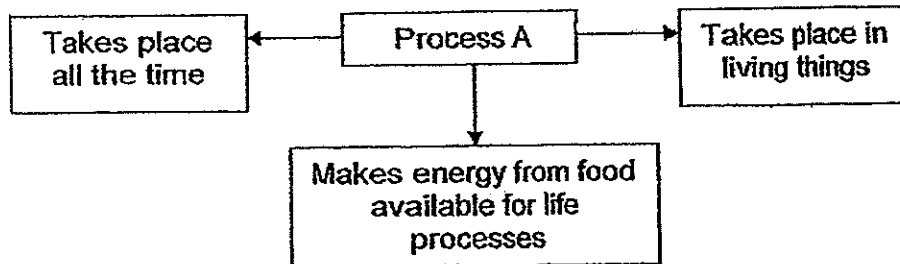 Process A
Takes place
all the time
Takes place in
living things
Makes energy from food
available for life
processes